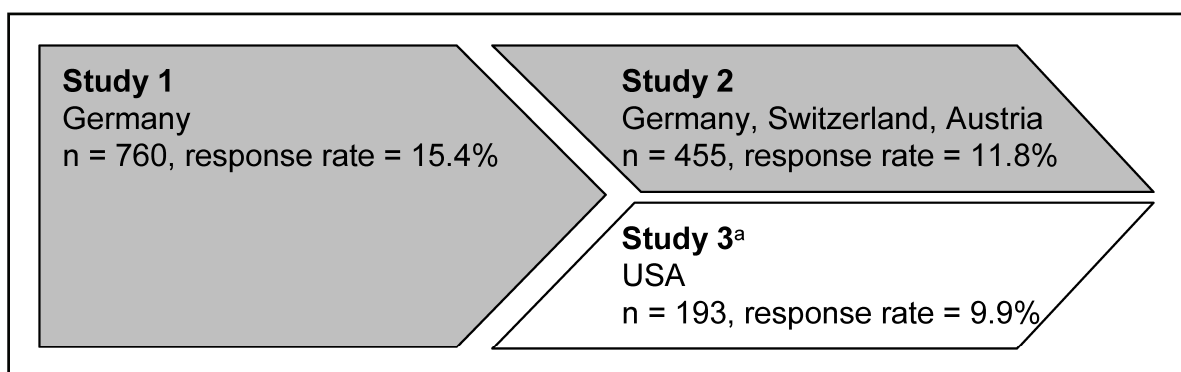 Study 1
Germany
n = 760, response rate = 15.4%
Study 2
Germany, Switzerland, Austria
n = 455, response rate = 11.8%
Study 3ᵃ
USA
n = 193, response rate = 9.9%